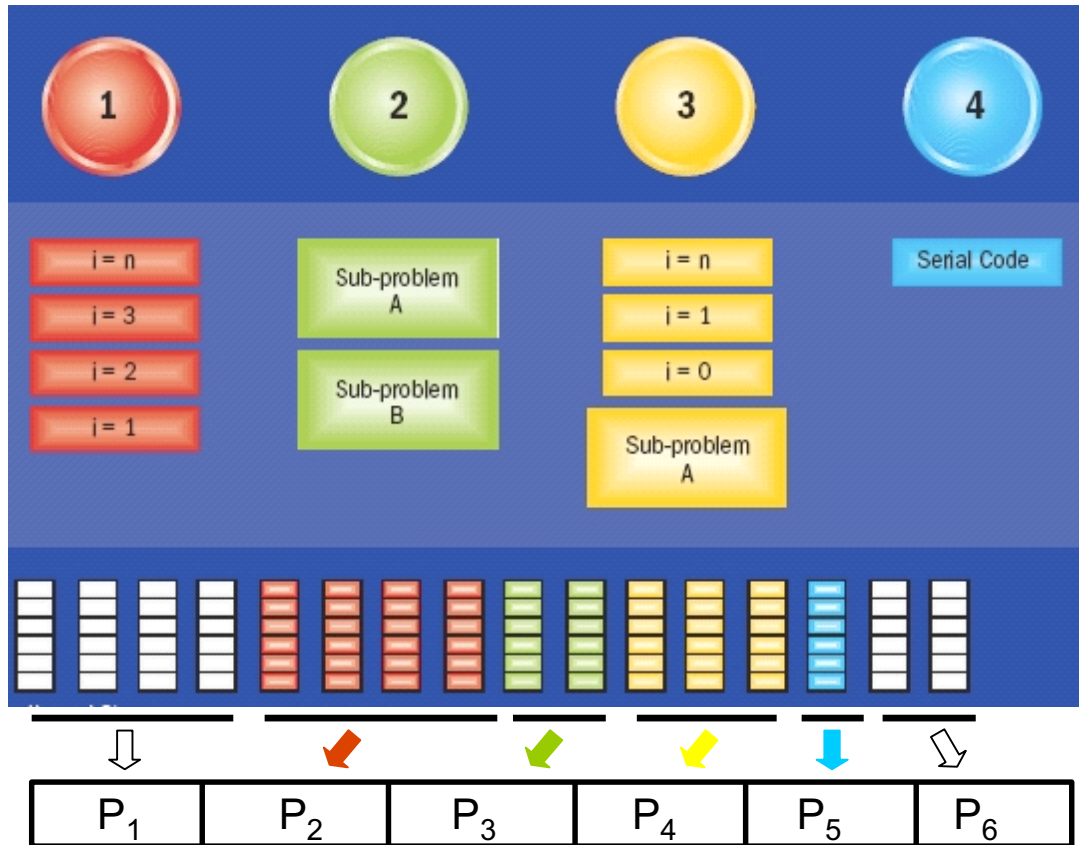 1
2
3
4
i = n
i = 3
i = 2
i = 1
Sub-problem
A
Sub-problem
B
i = n
i = 1
i = 0
Sub-problem
A
Serial Code
P1
P2
P3
P4
P5
P6